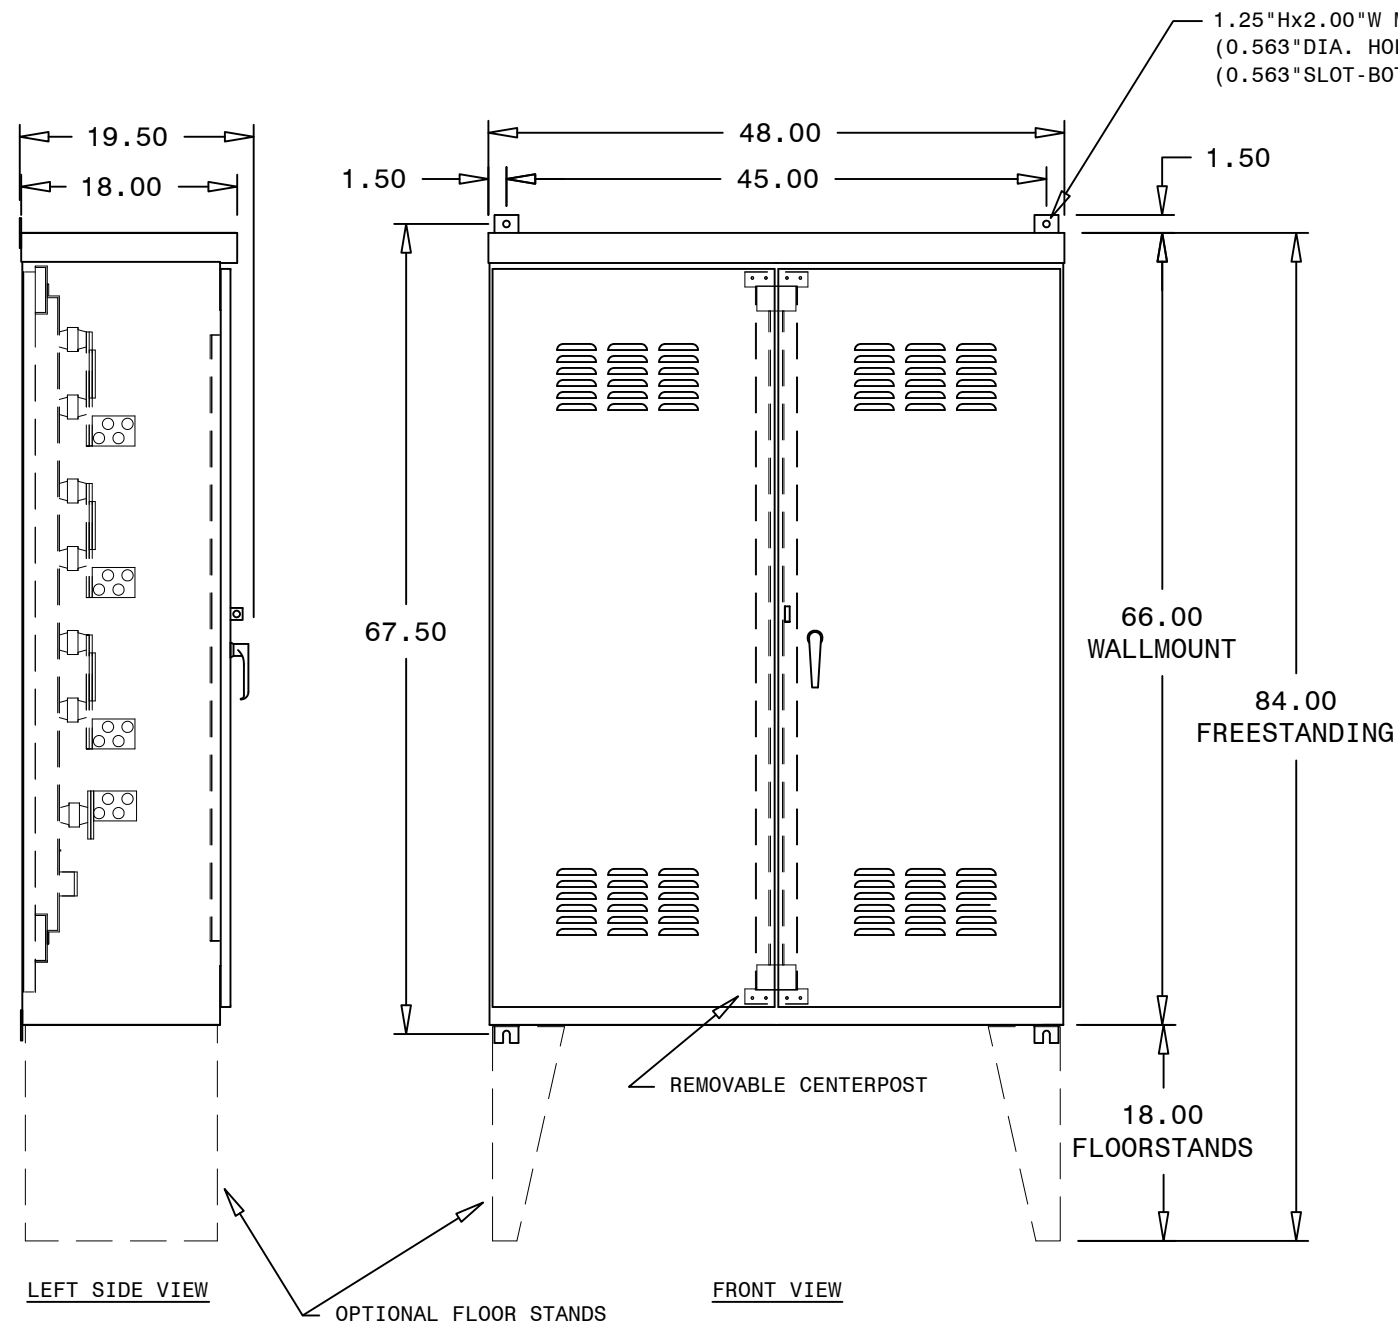 1.25"Hx2.00"W
(0.563"DIA.
(0.563"SLOT-
19.50
48.00
1.50
18.00
1.50
45.00
67.50
66.00
WALLMOUNT
84.00
FREESTANDING
REMOVABLE CENTERPOST
18.00
FLOORSTANDS
LEFT SIDE VIEW
FRONT VIEW
OPTIONAL FLOOR STANDS